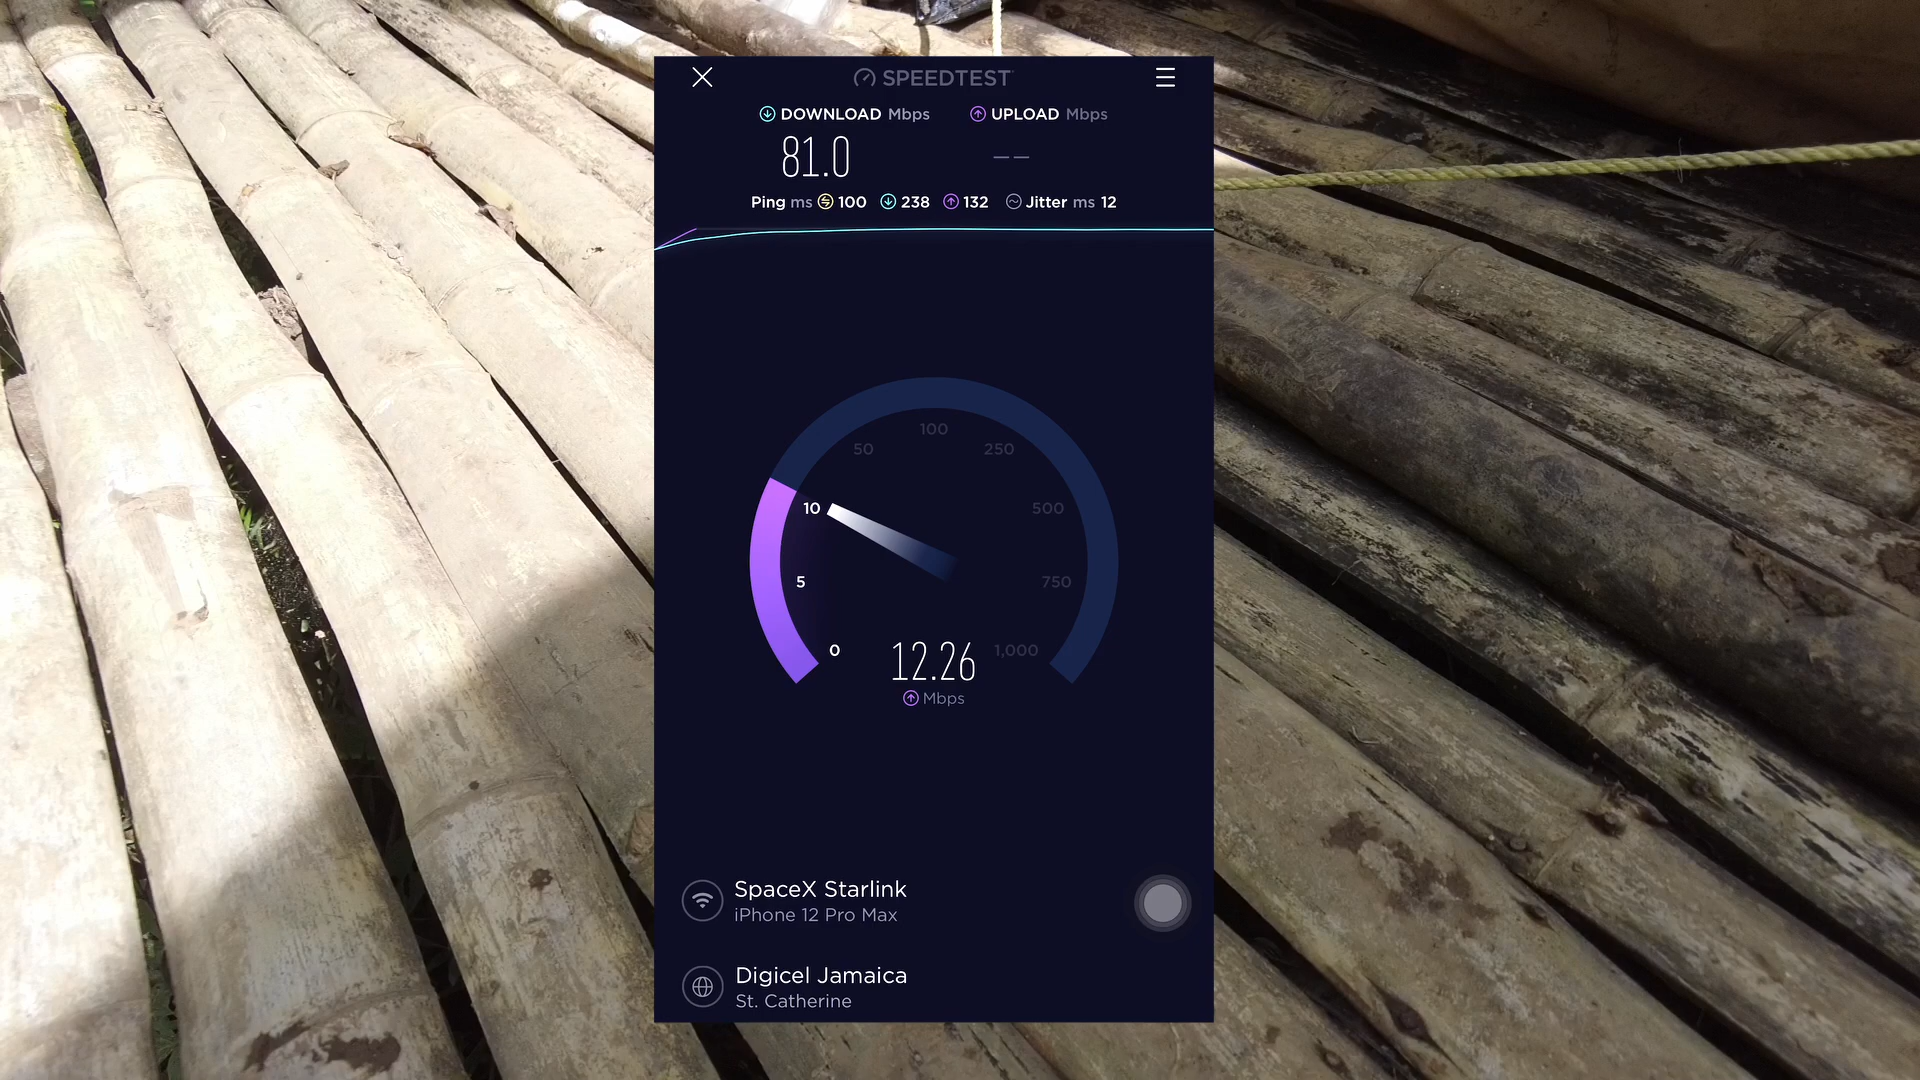 SPEEDTEST
DOWNLOAD Mbps UPLOAD Mbps
81.0 — —
Ping ms 100 238 132 Jitter ms 12
100
50 250
10 500
5 750
0 1,000
12.26
Mbps
SpaceX Starlink
iPhone 12 Pro Max
Digicel Jamaica
St. Catherine